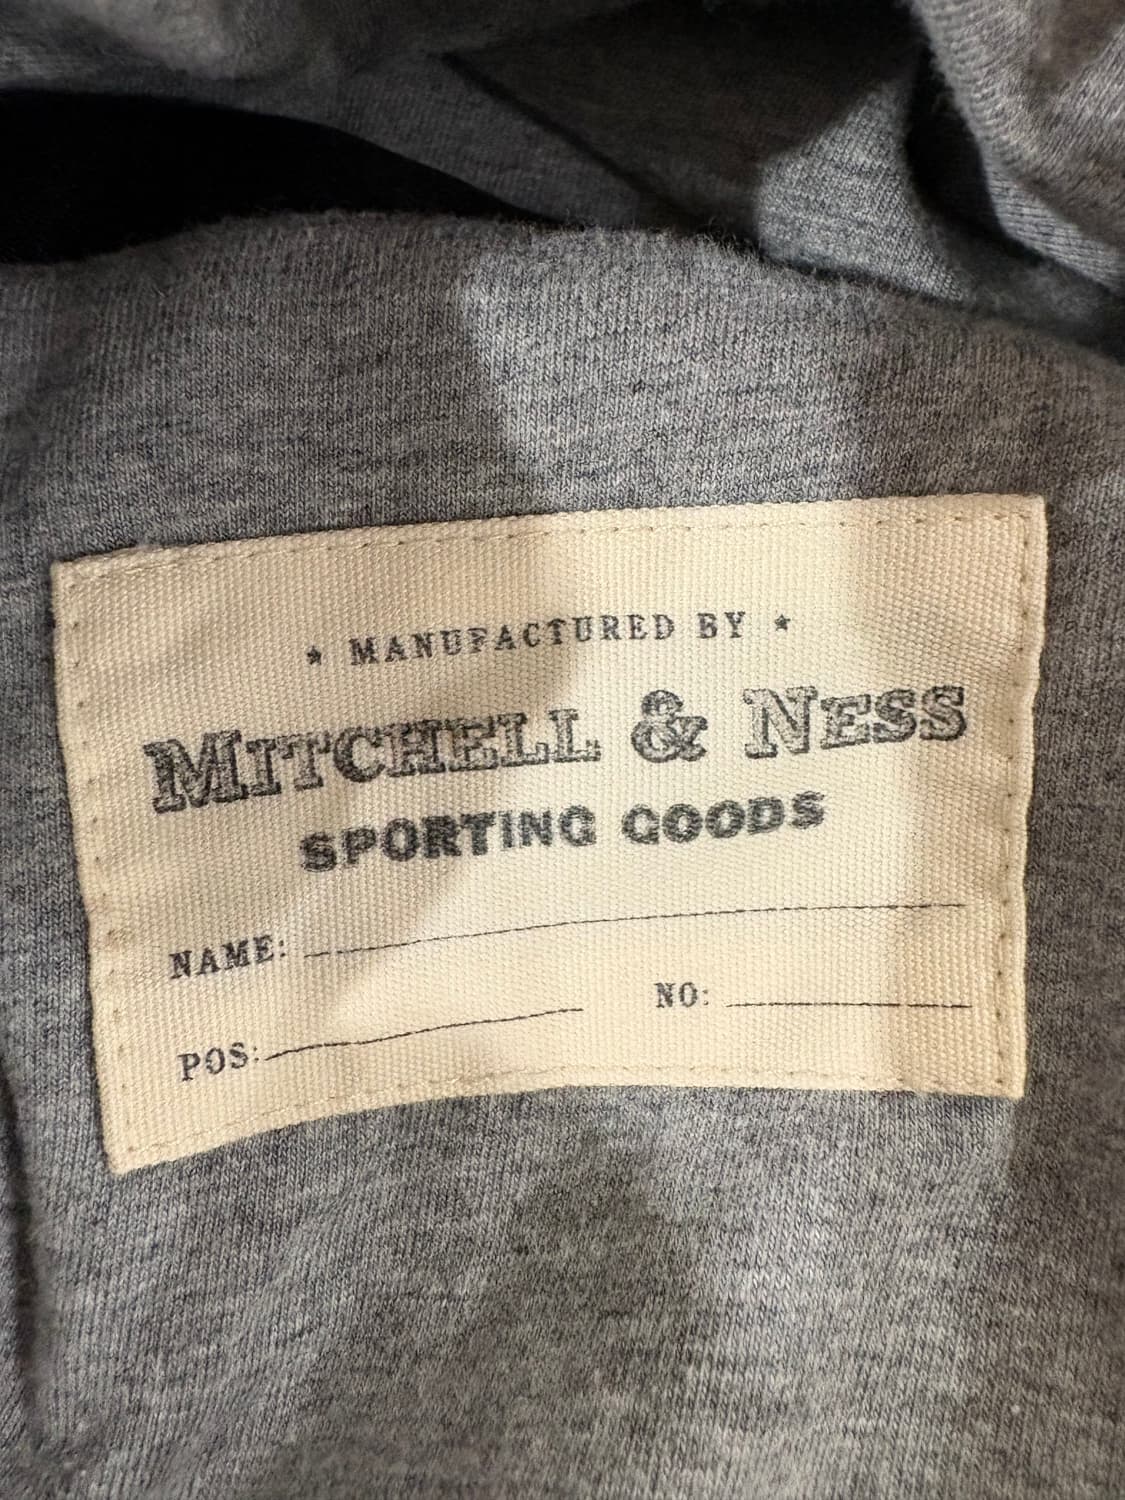 ★ MANUFACTURED BY ★
MITCHELL & NESS
SPORTING GOODS
NAME:
NO:
POS: